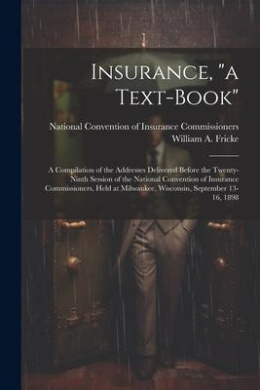 Insurance, "a
Text-Book"
National Convention of Insurance Commissioners
William A. Fricke
A Compilation of the Addresses Delivered Before the Twenty-
Ninth Session of the National Convention of Insurance
Commissioners, Held at Milwaukee, Wisconsin, September 13-
16, 1898